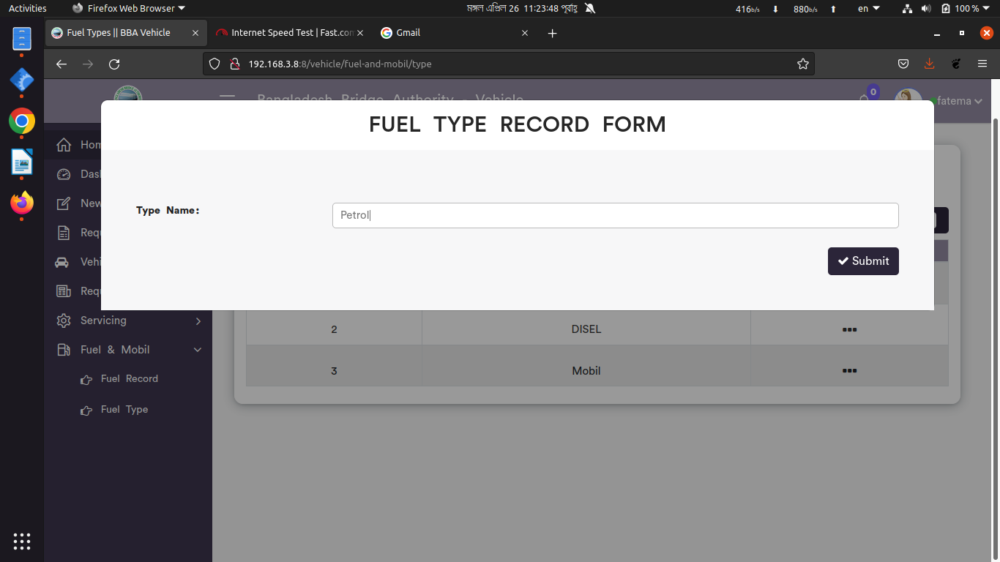 Activities Firefox Web Browser মঙ্গল এপ্রিল 26 11:23:48 পূর্বাহ্ণ 416b/s 880b/s en 100 %
Fuel Types || BBA Vehicle Internet Speed Test | Fast.com Gmail
192.168.3.8:8/vehicle/fuel-and-mobil/type
Bangladesh Bridge Authority - Vehicle 0 fatema
FUEL TYPE RECORD FORM
Type Name: Petrol
Submit
Hom
Dasl
New
Requ
Vehi
Requ
Servicing
Fuel & Mobil
Fuel Record
Fuel Type
2 DISEL
3 Mobil